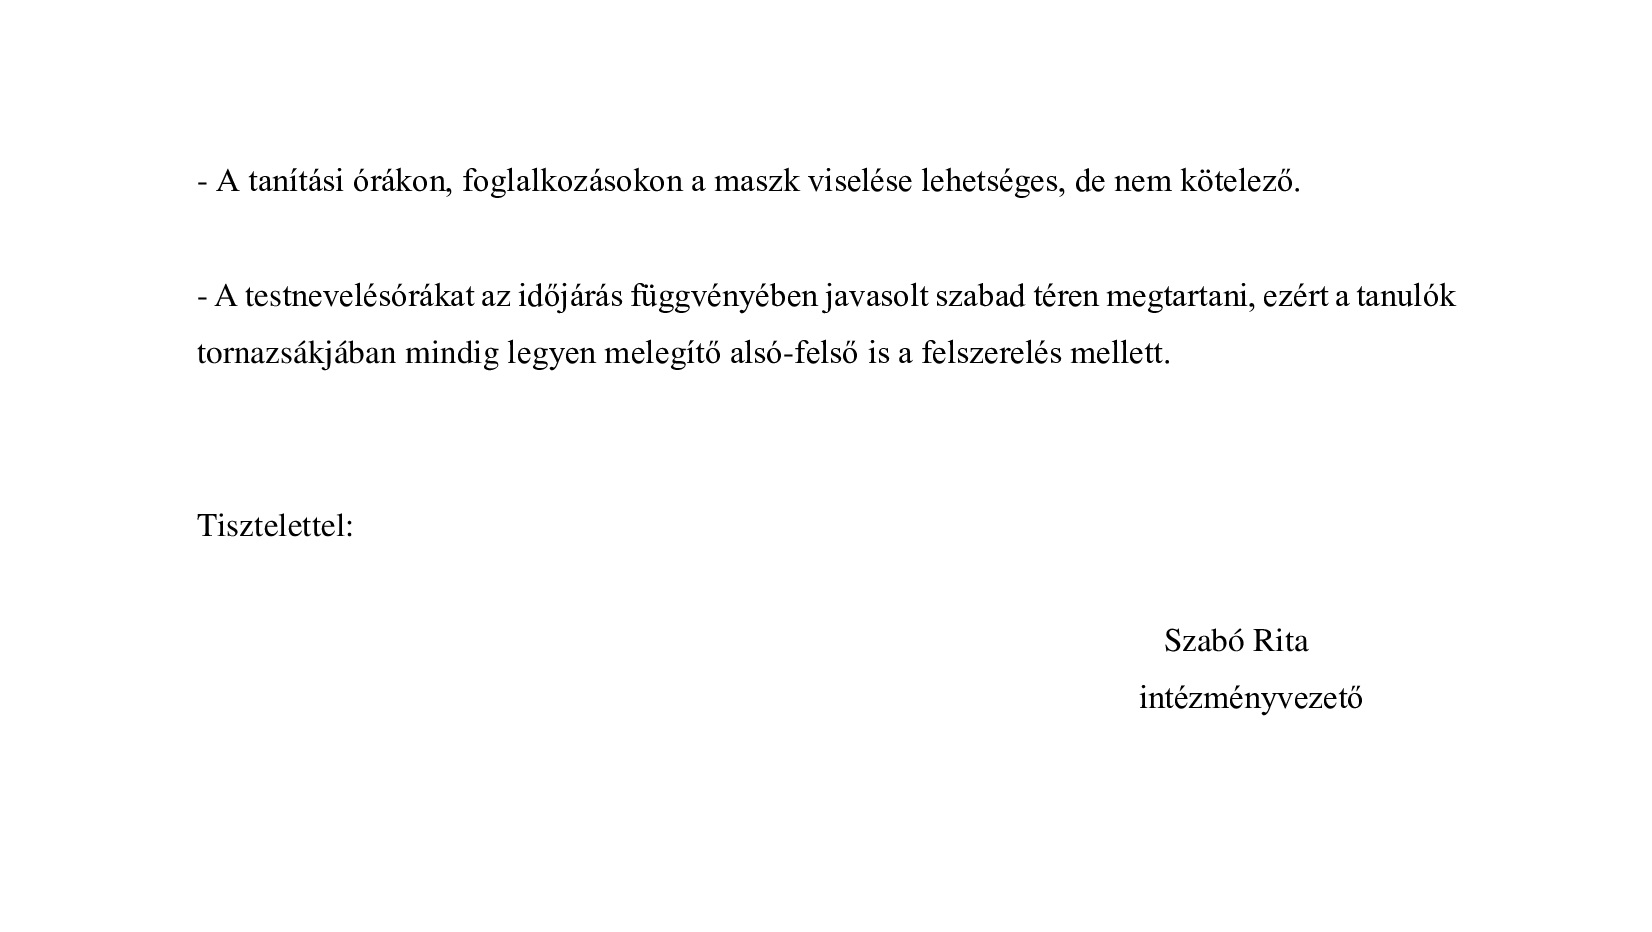 - A tanítási órákon, foglalkozásokon a maszk viselése lehetséges, de nem kötelező.
- A testnevelésórákat az időjárás függvényében javasolt szabad téren megtartani, ezért a tanulók
tornazsákjában mindig legyen melegítő alsó-felső is a felszerelés mellett.
Tisztelettel:
Szabó Rita
intézményvezető